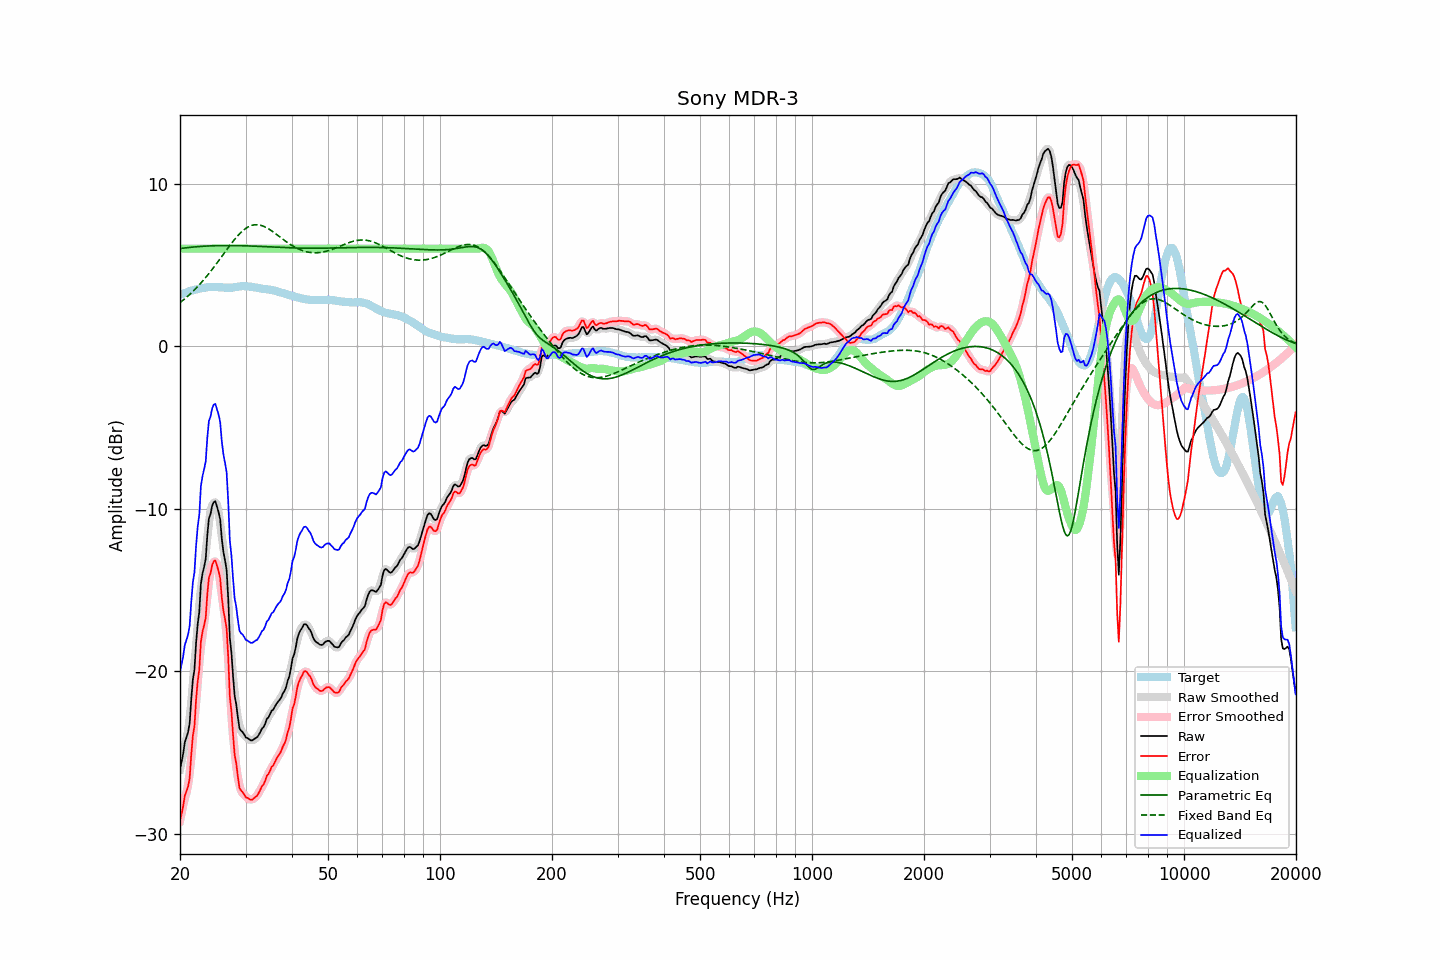 Sony MDR-3
Amplitude (dBr)
10
0
−10
−20
−30
20
50
100
200
500
1000
2000
5000
10000
20000
Frequency (Hz)
Target
Raw Smoothed
Error Smoothed
Raw
Error
Equalization
Parametric Eq
Fixed Band Eq
Equalized